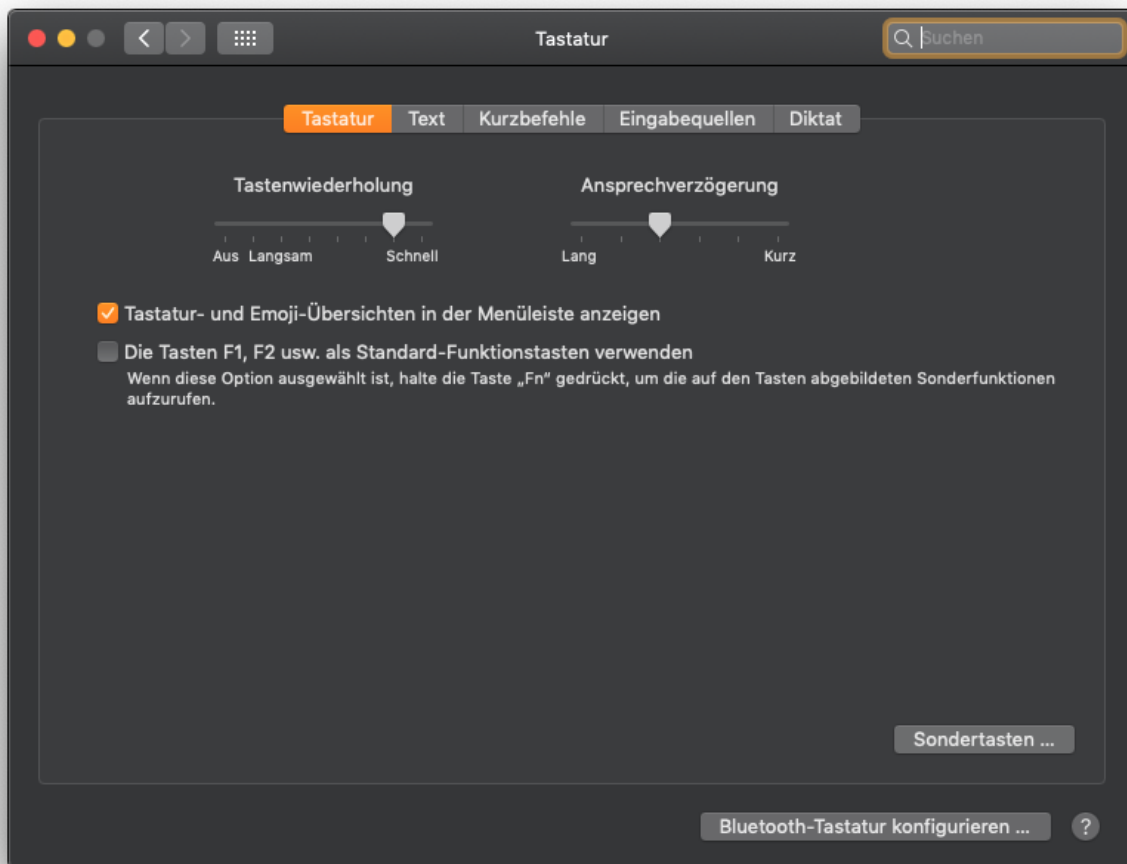 Tastatur
Suchen
Tastatur Text Kurzbefehle Eingabequellen Diktat
Tastenwiederholung Ansprechverzögerung
Aus Langsam Schnell Lang Kurz
Tastatur- und Emoji-Übersichten in der Menüleiste anzeigen
Die Tasten F1, F2 usw. als Standard-Funktionstasten verwenden
Wenn diese Option ausgewählt ist, halte die Taste „Fn“ gedrückt, um die auf den Tasten abgebildeten Sonderfunktionen
aufzurufen.
Sondertasten ...
Bluetooth-Tastatur konfigurieren ... ?